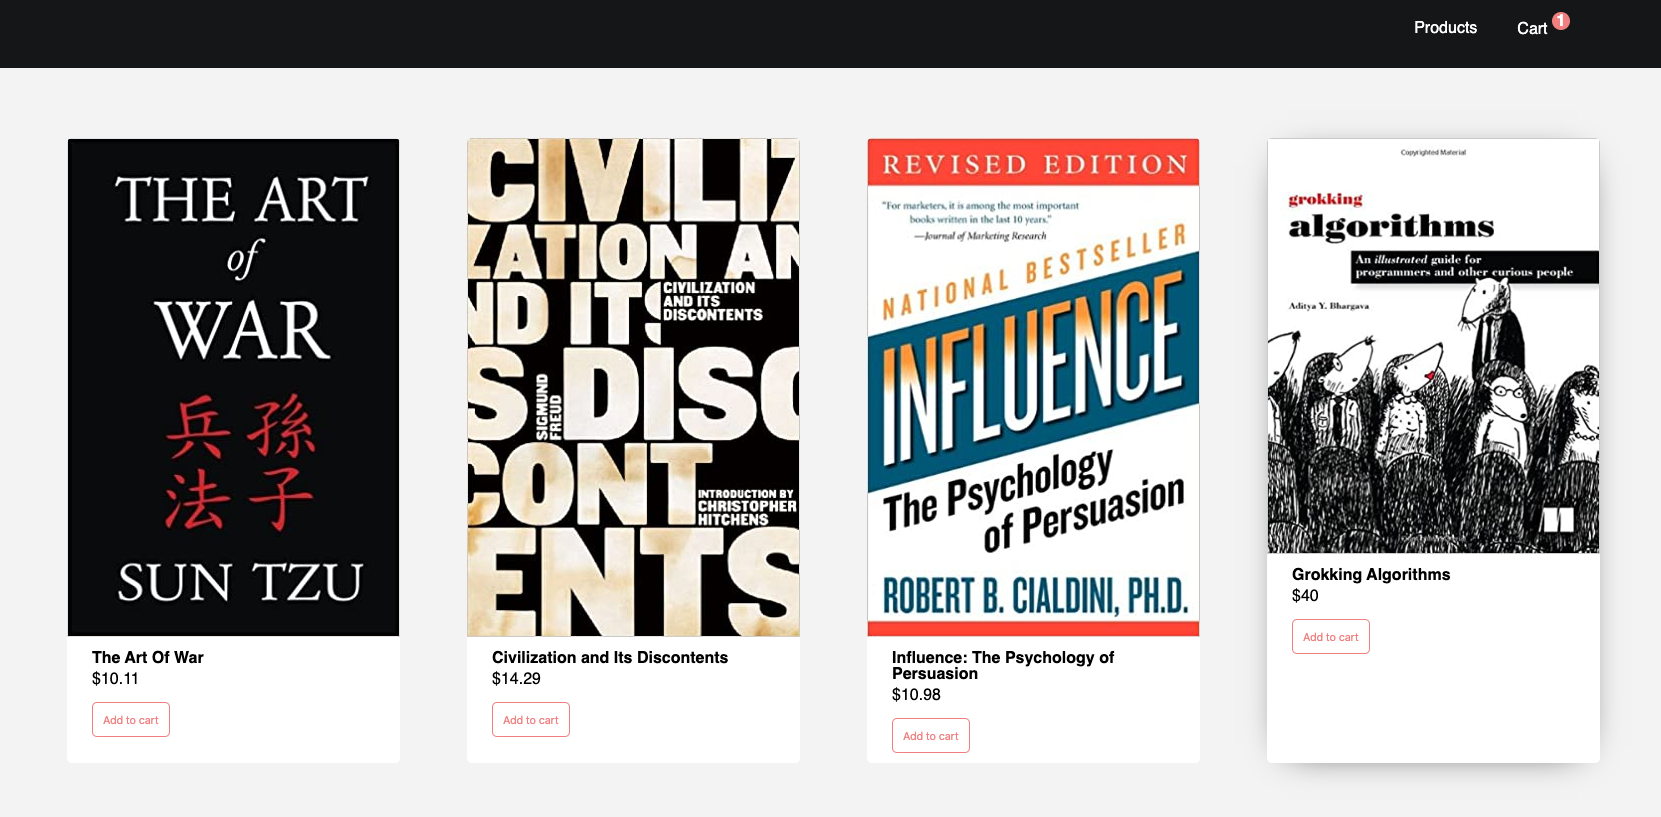 Products
Cart 1
THE ART
of
WAR
兵 孫
法 子
SUN TZU
The Art Of War
$10.11
Add to cart
CIVILIZ
ZATION AN
ND ITS
CIVILIZATION
AND ITS
DISCONTENTS
S DISC
SIGMUND
FREUD
CONT
INTRODUCTION BY
CHRISTOPHER
HITCHENS
ENTS
Civilization and Its Discontents
$14.29
Add to cart
REVISED EDITION
"For marketers, it is among the most important
books written in the last 10 years."
—Journal of Marketing Research
NATIONAL BESTSELLER
INFLUENCE
The Psychology
of Persuasion
ROBERT B. CIALDINI, PH.D.
Influence: The Psychology of
Persuasion
$10.98
Add to cart
Copyrighted Material
grokking
algorithms
An illustrated guide for
programmers and other curious people
Aditya Y. Bhargava
Grokking Algorithms
$40
Add to cart